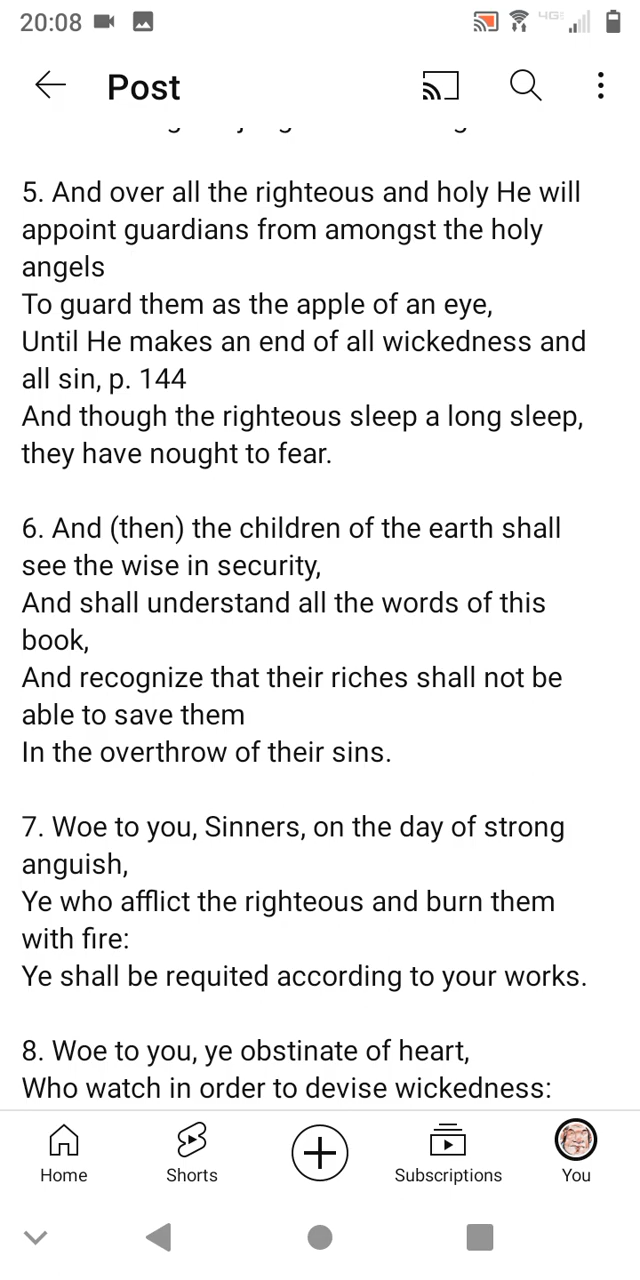 20:08
4G
Post
5. And over all the righteous and holy He will
appoint guardians from amongst the holy
angels
To guard them as the apple of an eye,
Until He makes an end of all wickedness and
all sin, p. 144
And though the righteous sleep a long sleep,
they have nought to fear.
6. And (then) the children of the earth shall
see the wise in security,
And shall understand all the words of this
book,
And recognize that their riches shall not be
able to save them
In the overthrow of their sins.
7. Woe to you, Sinners, on the day of strong
anguish,
Ye who afflict the righteous and burn them
with fire:
Ye shall be requited according to your works.
8. Woe to you, ye obstinate of heart,
Who watch in order to devise wickedness:
Home
Shorts
Subscriptions
You